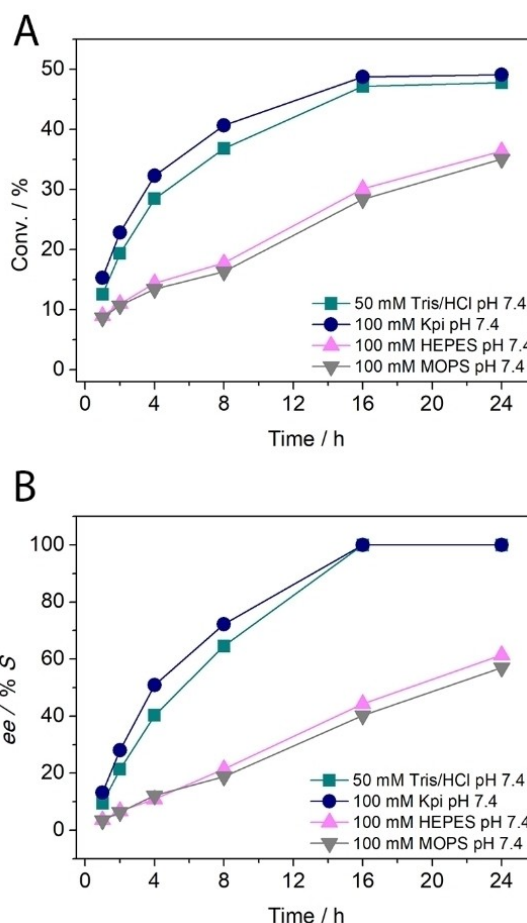 A
Conv. / %
50
40
30
20
10
0
50 mM Tris/HCl pH 7.4
100 mM Kpi pH 7.4
100 mM HEPES pH 7.4
100 mM MOPS pH 7.4
0 4 8 12 16 20 24
Time / h
B
ee / % S
100
80
60
40
20
0
50 mM Tris/HCl pH 7.4
100 mM Kpi pH 7.4
100 mM HEPES pH 7.4
100 mM MOPS pH 7.4
0 4 8 12 16 20 24
Time / h